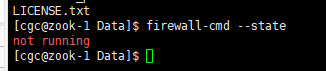 LICENSE.txt
[cgc@zook-1 Data]$ firewall-cmd --state
not running
[cgc@zook-1 Data]$